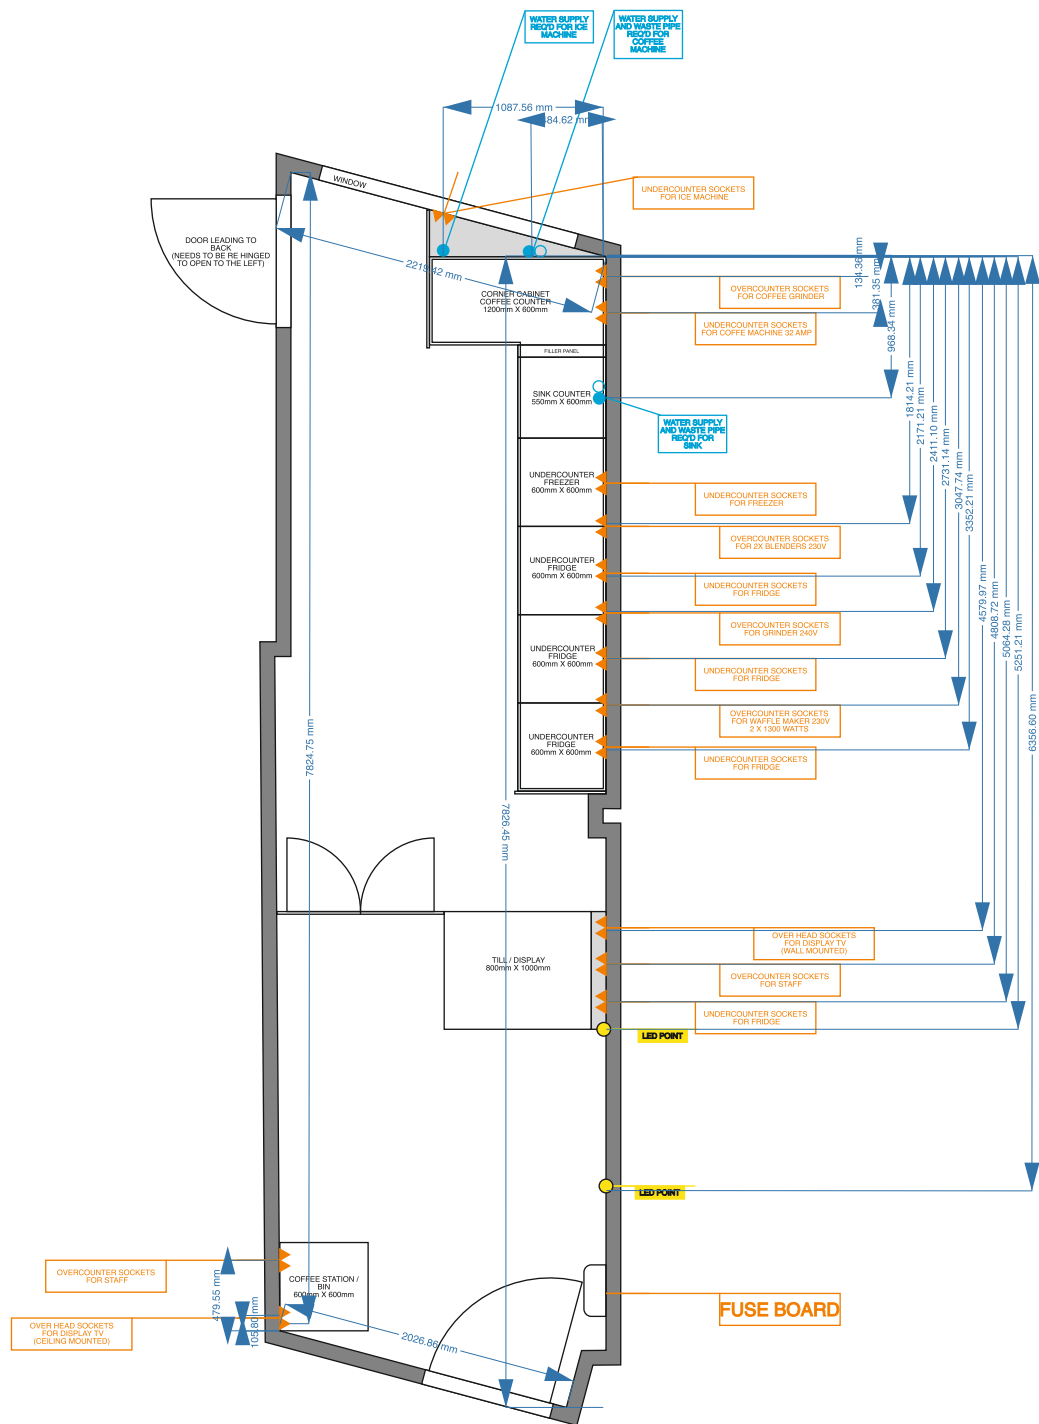 WATER SUPPLY
REQ'D FOR ICE
MACHINE
WATER SUPPLY
AND WASTE PIPE
REQ'D FOR
COFFEE
MACHINE
1087.56 mm
84.62 mm
WINDOW
UNDERCOUNTER SOCKETS
FOR ICE MACHINE
DOOR LEADING TO
BACK
(NEEDS TO BE RE HINGED
TO OPEN TO THE LEFT)
2219.42 mm
CORNER CABINET
COFFEE COUNTER
1200mm X 600mm
OVERCOUNTER SOCKETS
FOR COFFEE GRINDER
UNDERCOUNTER SOCKETS
FOR COFFE MACHINE 32 AMP
134.36 mm
381.35 mm
968.34 mm
1814.21 mm
2171.21 mm
2411.10 mm
2731.14 mm
3047.74 mm
3352.21 mm
4579.97 mm
4808.72 mm
5064.28 mm
5251.21 mm
6356.60 mm
FILLER PANEL
SINK COUNTER
550mm X 600mm
WATER SUPPLY
AND WASTE PIPE
REQ'D FOR
SINK
UNDERCOUNTER
FREEZER
600mm X 600mm
UNDERCOUNTER SOCKETS
FOR FREEZER
OVERCOUNTER SOCKETS
FOR 2X BLENDERS 230V
UNDERCOUNTER
FRIDGE
600mm X 600mm
UNDERCOUNTER SOCKETS
FOR FRIDGE
OVERCOUNTER SOCKETS
FOR GRINDER 240V
UNDERCOUNTER
FRIDGE
600mm X 600mm
UNDERCOUNTER SOCKETS
FOR FRIDGE
OVERCOUNTER SOCKETS
FOR WAFFLE MAKER 230V
2 X 1300 WATTS
UNDERCOUNTER
FRIDGE
600mm X 600mm
UNDERCOUNTER SOCKETS
FOR FRIDGE
7824.75 mm
7826.45 mm
OVER HEAD SOCKETS
FOR DISPLAY TV
(WALL MOUNTED)
TILL / DISPLAY
800mm X 1000mm
OVERCOUNTER SOCKETS
FOR STAFF
UNDERCOUNTER SOCKETS
FOR FRIDGE
LED POINT
LED POINT
OVERCOUNTER SOCKETS
FOR STAFF
479.55 mm
105.80 mm
COFFEE STATION /
BIN
600mm X 600mm
OVER HEAD SOCKETS
FOR DISPLAY TV
(CEILING MOUNTED)
2026.86 mm
FUSE BOARD